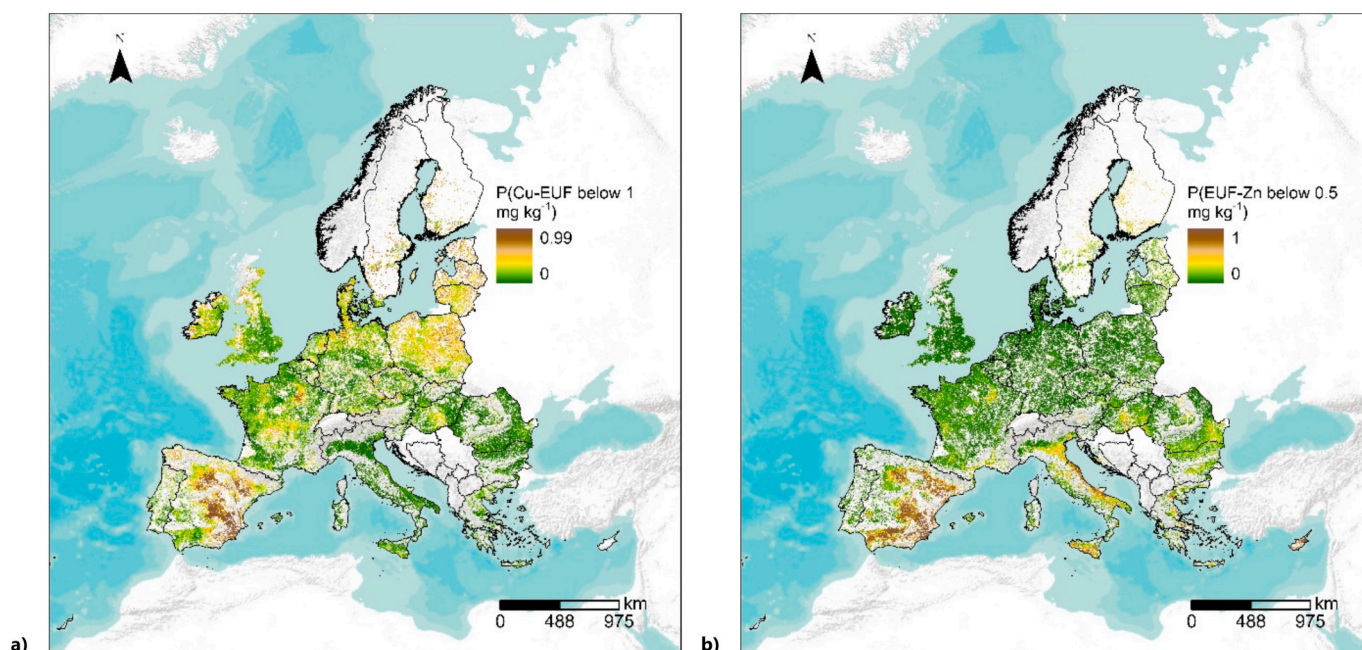 N
P(Cu-EUF below 1
mg kg⁻¹)
0.99
0
km
0 488 975
a)
N
P(EUF-Zn below 0.5
mg kg⁻¹)
1
0
km
0 488 975
b)